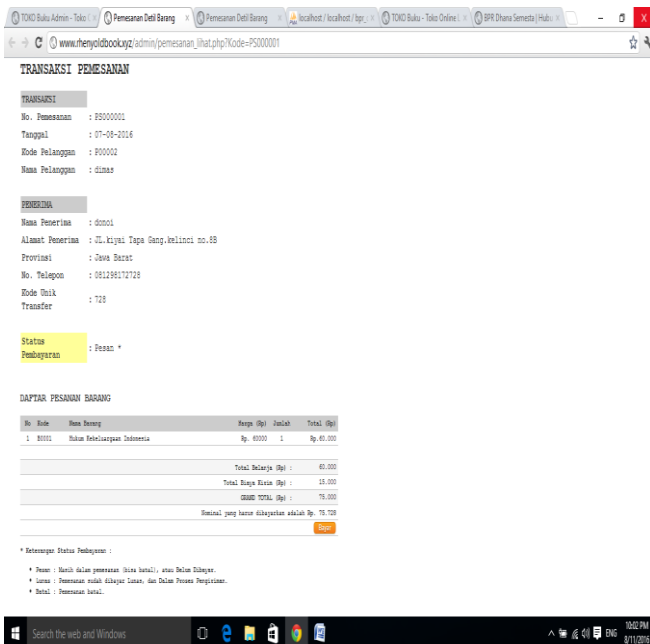 TOKO Buku Admin - Toko
Pemesanan Detil Barang
Pemesanan Detil Barang
localhost / localhost / bpr_
TOKO Buku - Toko Online
BPR Dhana Semesta | Hubu
www.rhenyoldbook.xyz/admin/pemesanan_lihat.php?Kode=PS000001
TRANSAKSI PEMESANAN
TRANSAKSI
No. Pemesanan : PS000001
Tanggal : 07-08-2016
Kode Pelanggan : P00002
Nama Pelanggan : dimas
PENERIMA
Nama Penerima : donoi
Alamat Penerima : JL.kiyai Tapa Gang.kelinci no.8B
Provinsi : Jawa Barat
No. Telepon : 081298172728
Kode Unik
Transfer : 728
Status
Pembayaran : Pesan *
DAFTAR PESANAN BARANG
No Kode Nama Barang Harga (Rp) Jumlah Total (Rp)
1 B0001 Hukum Kekeluargaan Indonesia Rp. 60000 1 Rp.60.000
Total Belanja (Rp) : 60.000
Total Biaya Kirim (Rp) : 15.000
GRAND TOTAL (Rp) : 75.000
Nominal yang harus dibayarkan adalah Rp. 75.728
Bayar
* Keterangan Status Pembayaran :
• Pesan : Masih dalam pemesanan (bisa batal), atau Belum Dibayar.
• Lunas : Pemesanan sudah dibayar Lunas, dan Dalam Proses Pengiriman.
• Batal : Pemesanan batal.
Search the web and Windows
ENG
10:02 PM
8/11/2016